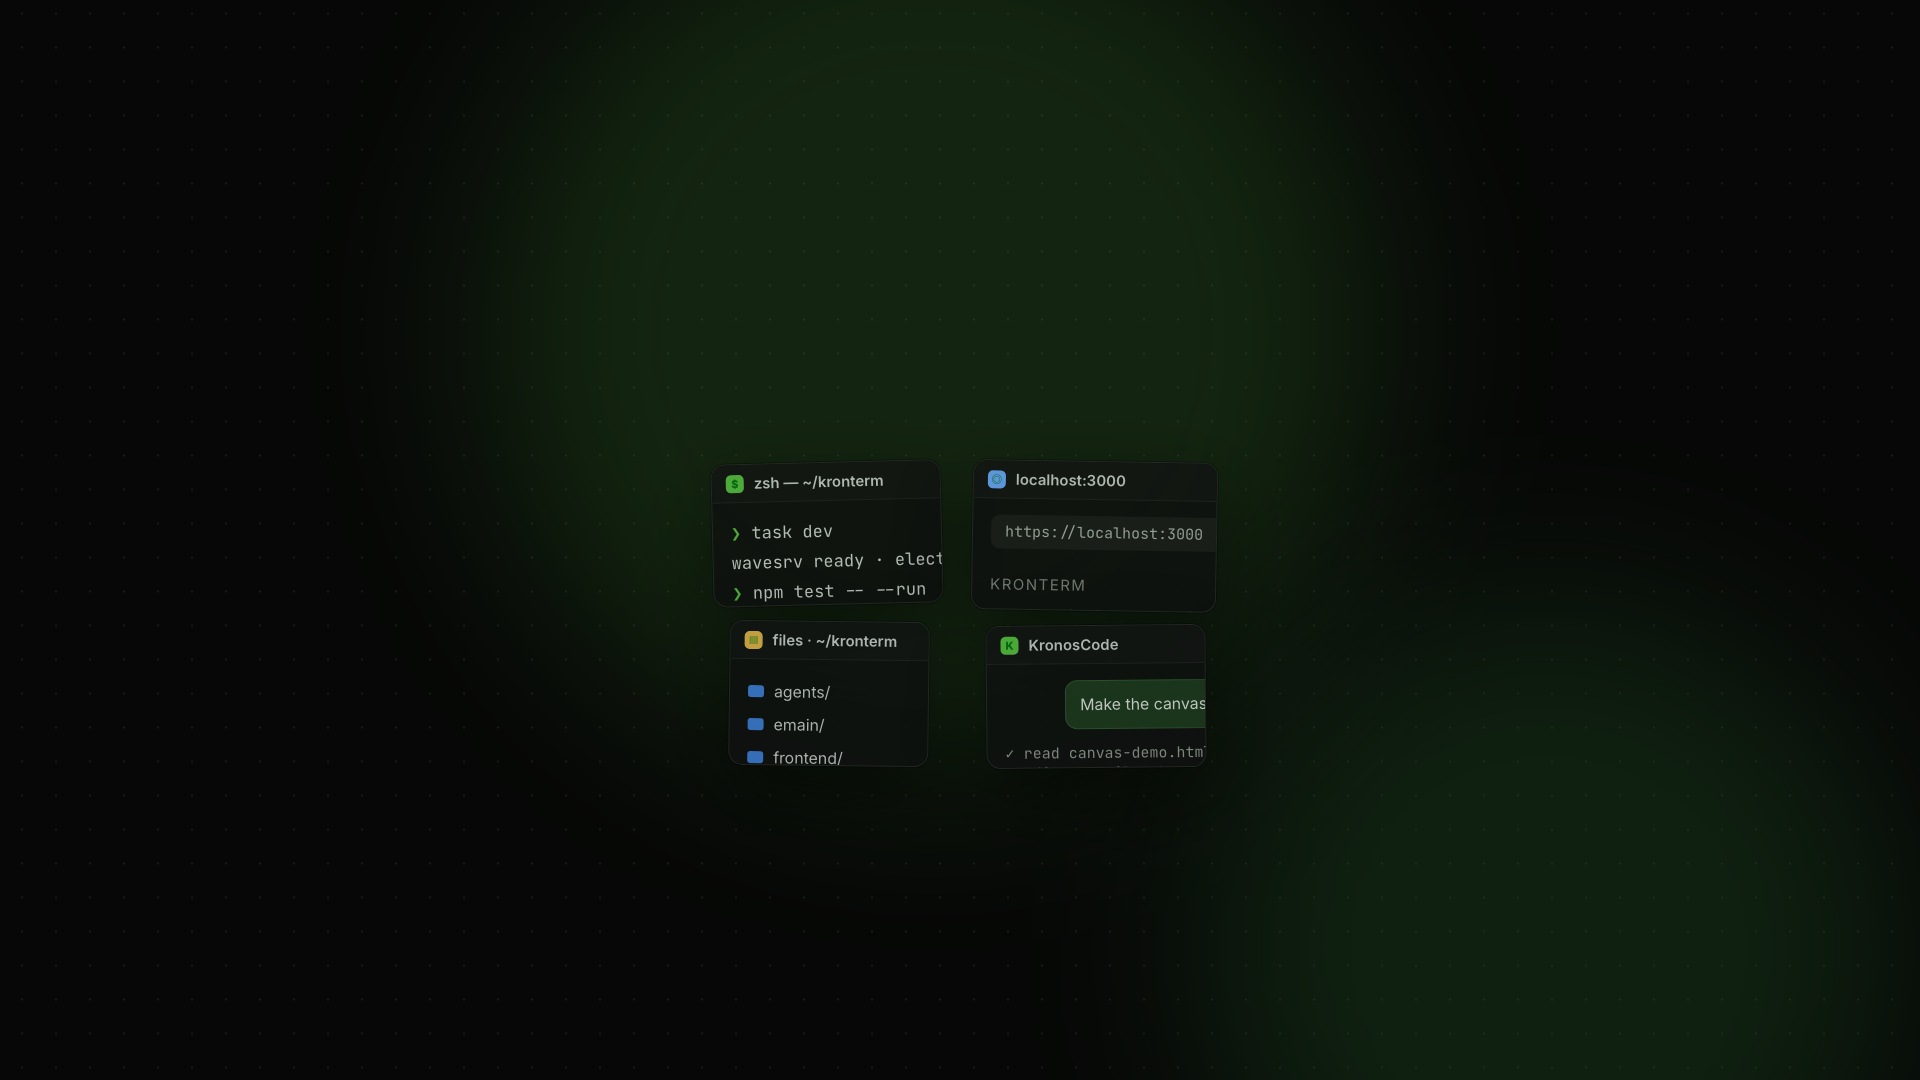 $ zsh — ~/kronterm
❯ task dev
wavesrv ready · elect
❯ npm test -- --run
localhost:3000
https://localhost:3000
KRONTERM
files · ~/kronterm
agents/
emain/
frontend/
K KronosCode
Make the canvas
✓ read canvas-demo.html